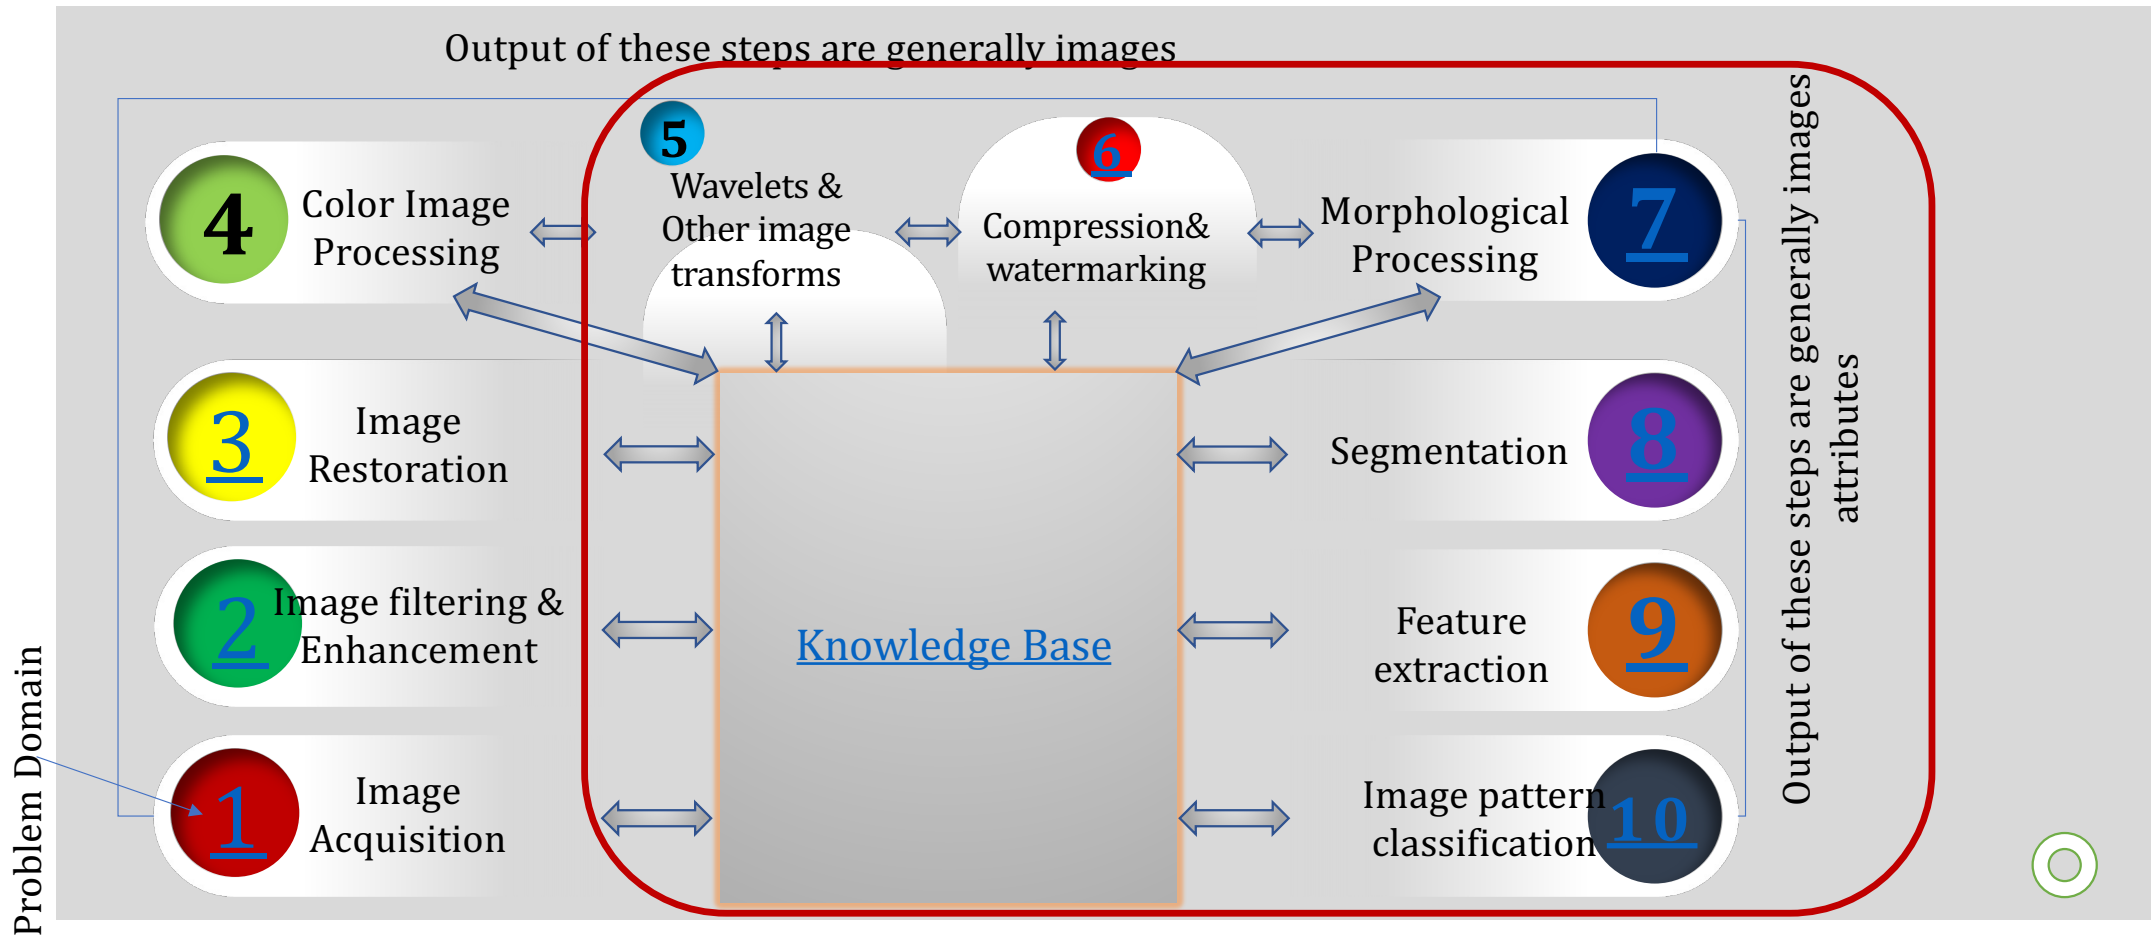 Output of these steps are generally images
4
Color Image
Processing
5
Wavelets &
Other image
transforms
6
Compression&
watermarking
Morphological
Processing
7
3
Image
Restoration
Segmentation
8
2
Image filtering &
Enhancement
Knowledge Base
Feature
extraction
9
1
Image
Acquisition
Image pattern
classification
10
Problem Domain
Output of these steps are generally images
attributes